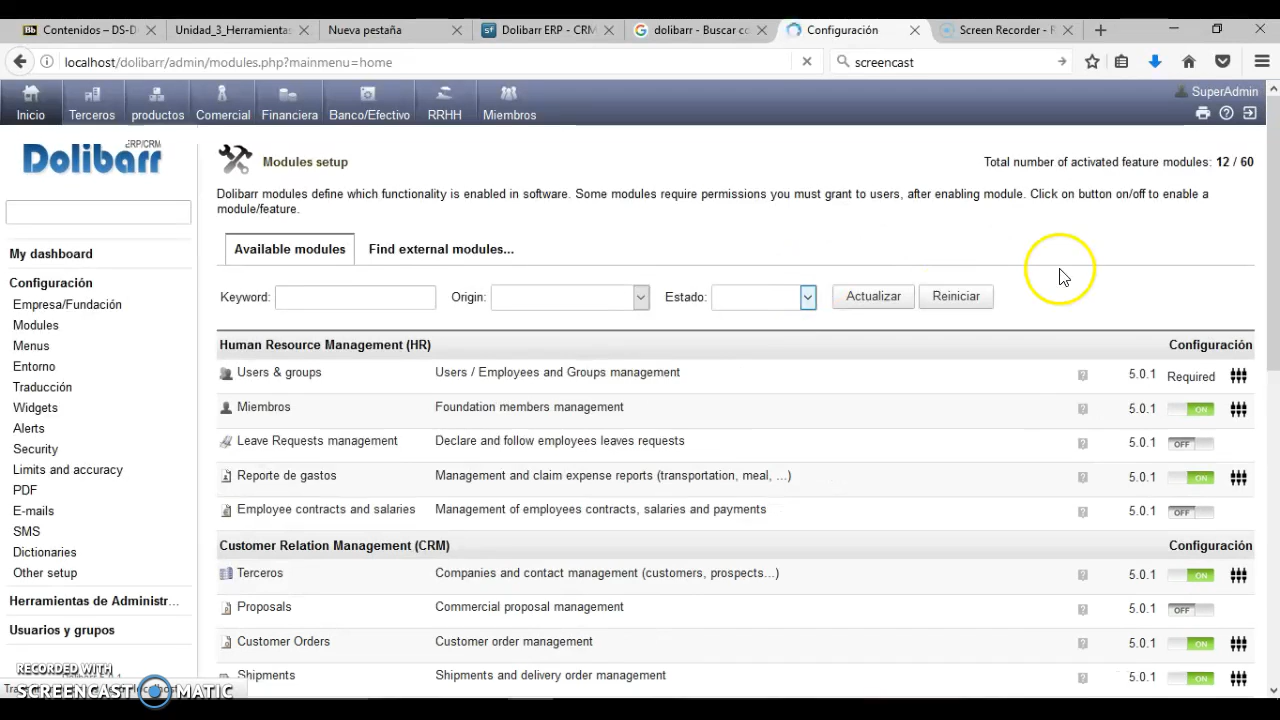 Contenidos – DS-D
Unidad_3_Herramienta:
Nueva pestaña
Dolibarr ERP - CRM
dolibarr - Buscar co
Configuración
Screen Recorder - F
localhost/dolibarr/admin/modules.php?mainmenu=home
screencast
Inicio
Terceros
productos
Comercial
Financiera
Banco/Efectivo
RRHH
Miembros
SuperAdmin
Dolibarr ERP/CRM
Modules setup
Total number of activated feature modules: 12 / 60
Dolibarr modules define which functionality is enabled in software. Some modules require permissions you must grant to users, after enabling module. Click on button on/off to enable a
module/feature.
Available modules
Find external modules...
Keyword:
Origin:
Estado:
Actualizar
Reiniciar
My dashboard
Configuración
Empresa/Fundación
Modules
Menus
Entorno
Traducción
Widgets
Alerts
Security
Limits and accuracy
PDF
E-mails
SMS
Dictionaries
Other setup
Herramientas de Administr...
Usuarios y grupos
Human Resource Management (HR) Configuración
Users & groups Users / Employees and Groups management 5.0.1 Required
Miembros Foundation members management 5.0.1 ON
Leave Requests management Declare and follow employees leaves requests 5.0.1 OFF
Reporte de gastos Management and claim expense reports (transportation, meal, ...) 5.0.1 ON
Employee contracts and salaries Management of employees contracts, salaries and payments 5.0.1 OFF
Customer Relation Management (CRM) Configuración
Terceros Companies and contact management (customers, prospects...) 5.0.1 ON
Proposals Commercial proposal management 5.0.1 OFF
Customer Orders Customer order management 5.0.1 ON
Shipments Shipments and delivery order management 5.0.1 ON
RECORDED WITH
SCREENCAST MATIC